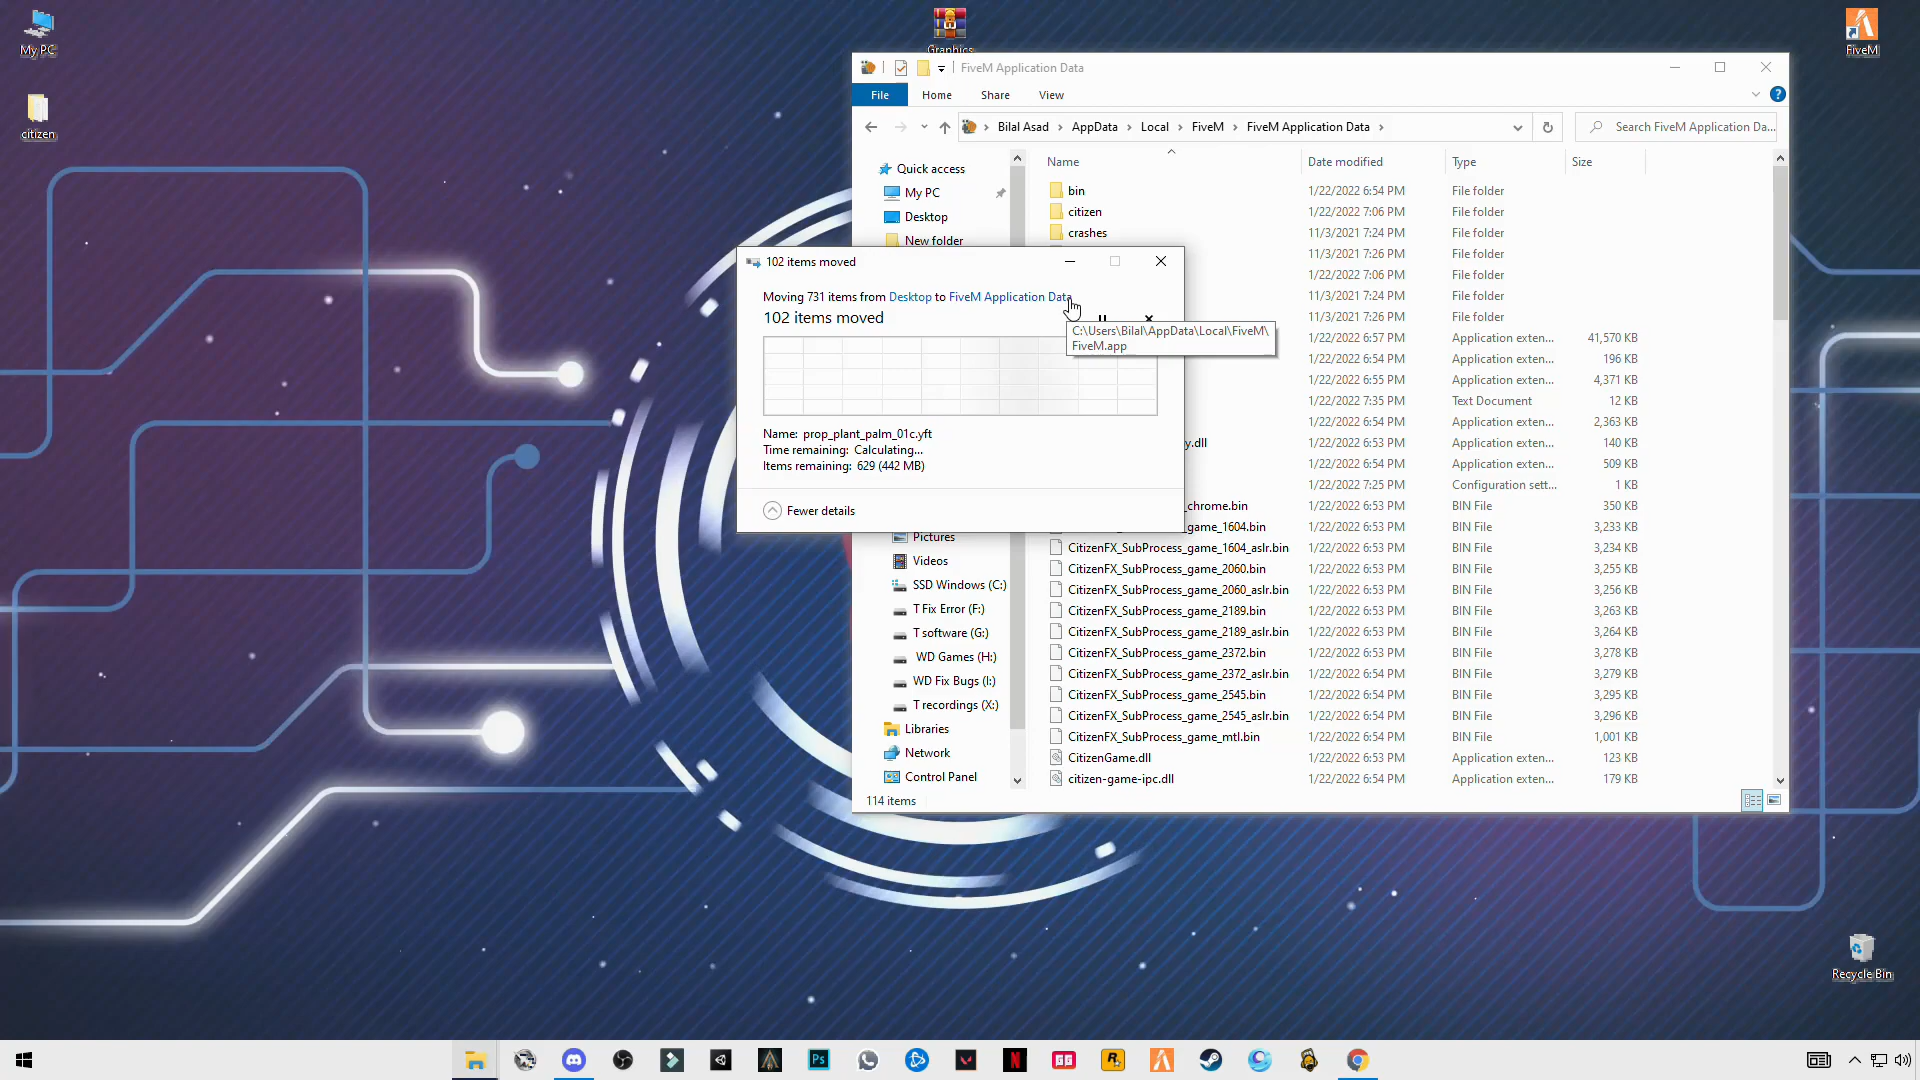 My PC
citizen
Graphics
FiveM
Recycle Bin
FiveM Application Data
File
Home
Share
View
Bilal Asad
AppData
Local
FiveM
FiveM Application Data
Search FiveM Application Da...
Quick access
My PC
Desktop
New folder
Pictures
Videos
SSD Windows (C:)
T Fix Error (F:)
T software (G:)
WD Games (H:)
WD Fix Bugs (I:)
T recordings (X:)
Libraries
Network
Control Panel
Name Date modified Type Size
bin 1/22/2022 6:54 PM File folder
citizen 1/22/2022 7:06 PM File folder
crashes 11/3/2021 7:24 PM File folder
11/3/2021 7:26 PM File folder
1/22/2022 7:06 PM File folder
11/3/2021 7:24 PM File folder
11/3/2021 7:26 PM File folder
1/22/2022 6:57 PM Application exten... 41,570 KB
1/22/2022 6:54 PM Application exten... 196 KB
1/22/2022 6:55 PM Application exten... 4,371 KB
1/22/2022 7:35 PM Text Document 12 KB
1/22/2022 6:54 PM Application exten... 2,363 KB
y.dll 1/22/2022 6:53 PM Application exten... 140 KB
1/22/2022 6:54 PM Application exten... 509 KB
1/22/2022 7:25 PM Configuration sett... 1 KB
_chrome.bin 1/22/2022 6:53 PM BIN File 350 KB
_game_1604.bin 1/22/2022 6:53 PM BIN File 3,233 KB
CitizenFX_SubProcess_game_1604_aslr.bin 1/22/2022 6:53 PM BIN File 3,234 KB
CitizenFX_SubProcess_game_2060.bin 1/22/2022 6:53 PM BIN File 3,255 KB
CitizenFX_SubProcess_game_2060_aslr.bin 1/22/2022 6:53 PM BIN File 3,256 KB
CitizenFX_SubProcess_game_2189.bin 1/22/2022 6:53 PM BIN File 3,263 KB
CitizenFX_SubProcess_game_2189_aslr.bin 1/22/2022 6:53 PM BIN File 3,264 KB
CitizenFX_SubProcess_game_2372.bin 1/22/2022 6:53 PM BIN File 3,278 KB
CitizenFX_SubProcess_game_2372_aslr.bin 1/22/2022 6:54 PM BIN File 3,279 KB
CitizenFX_SubProcess_game_2545.bin 1/22/2022 6:54 PM BIN File 3,295 KB
CitizenFX_SubProcess_game_2545_aslr.bin 1/22/2022 6:54 PM BIN File 3,296 KB
CitizenFX_SubProcess_game_mtl.bin 1/22/2022 6:54 PM BIN File 1,001 KB
CitizenGame.dll 1/22/2022 6:53 PM Application exten... 123 KB
citizen-game-ipc.dll 1/22/2022 6:54 PM Application exten... 179 KB
114 items
102 items moved
Moving 731 items from Desktop to FiveM Application Data
102 items moved
C:\Users\Bilal\AppData\Local\FiveM\
FiveM.app
Name: prop_plant_palm_01c.yft
Time remaining: Calculating...
Items remaining: 629 (442 MB)
Fewer details